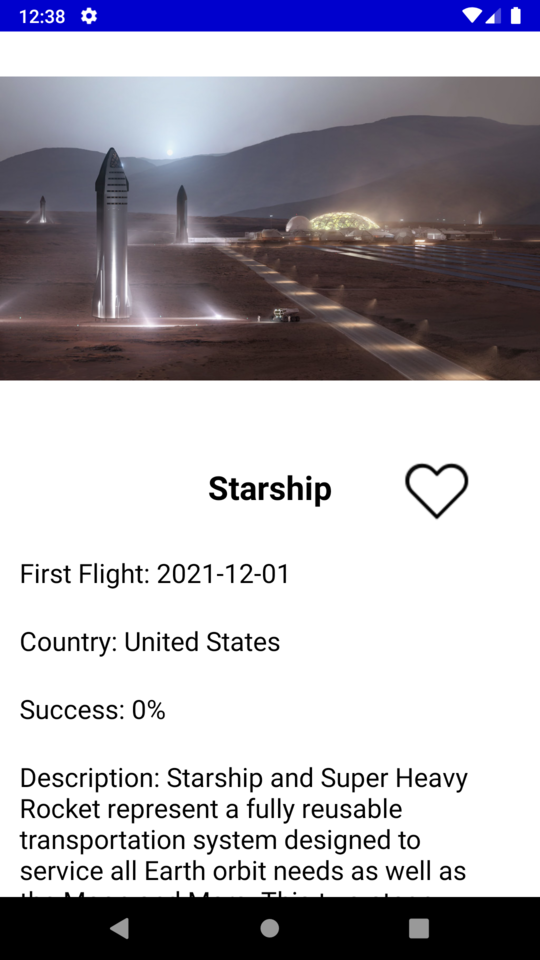 12:38
Starship
First Flight: 2021-12-01
Country: United States
Success: 0%
Description: Starship and Super Heavy
Rocket represent a fully reusable
transportation system designed to
service all Earth orbit needs as well as